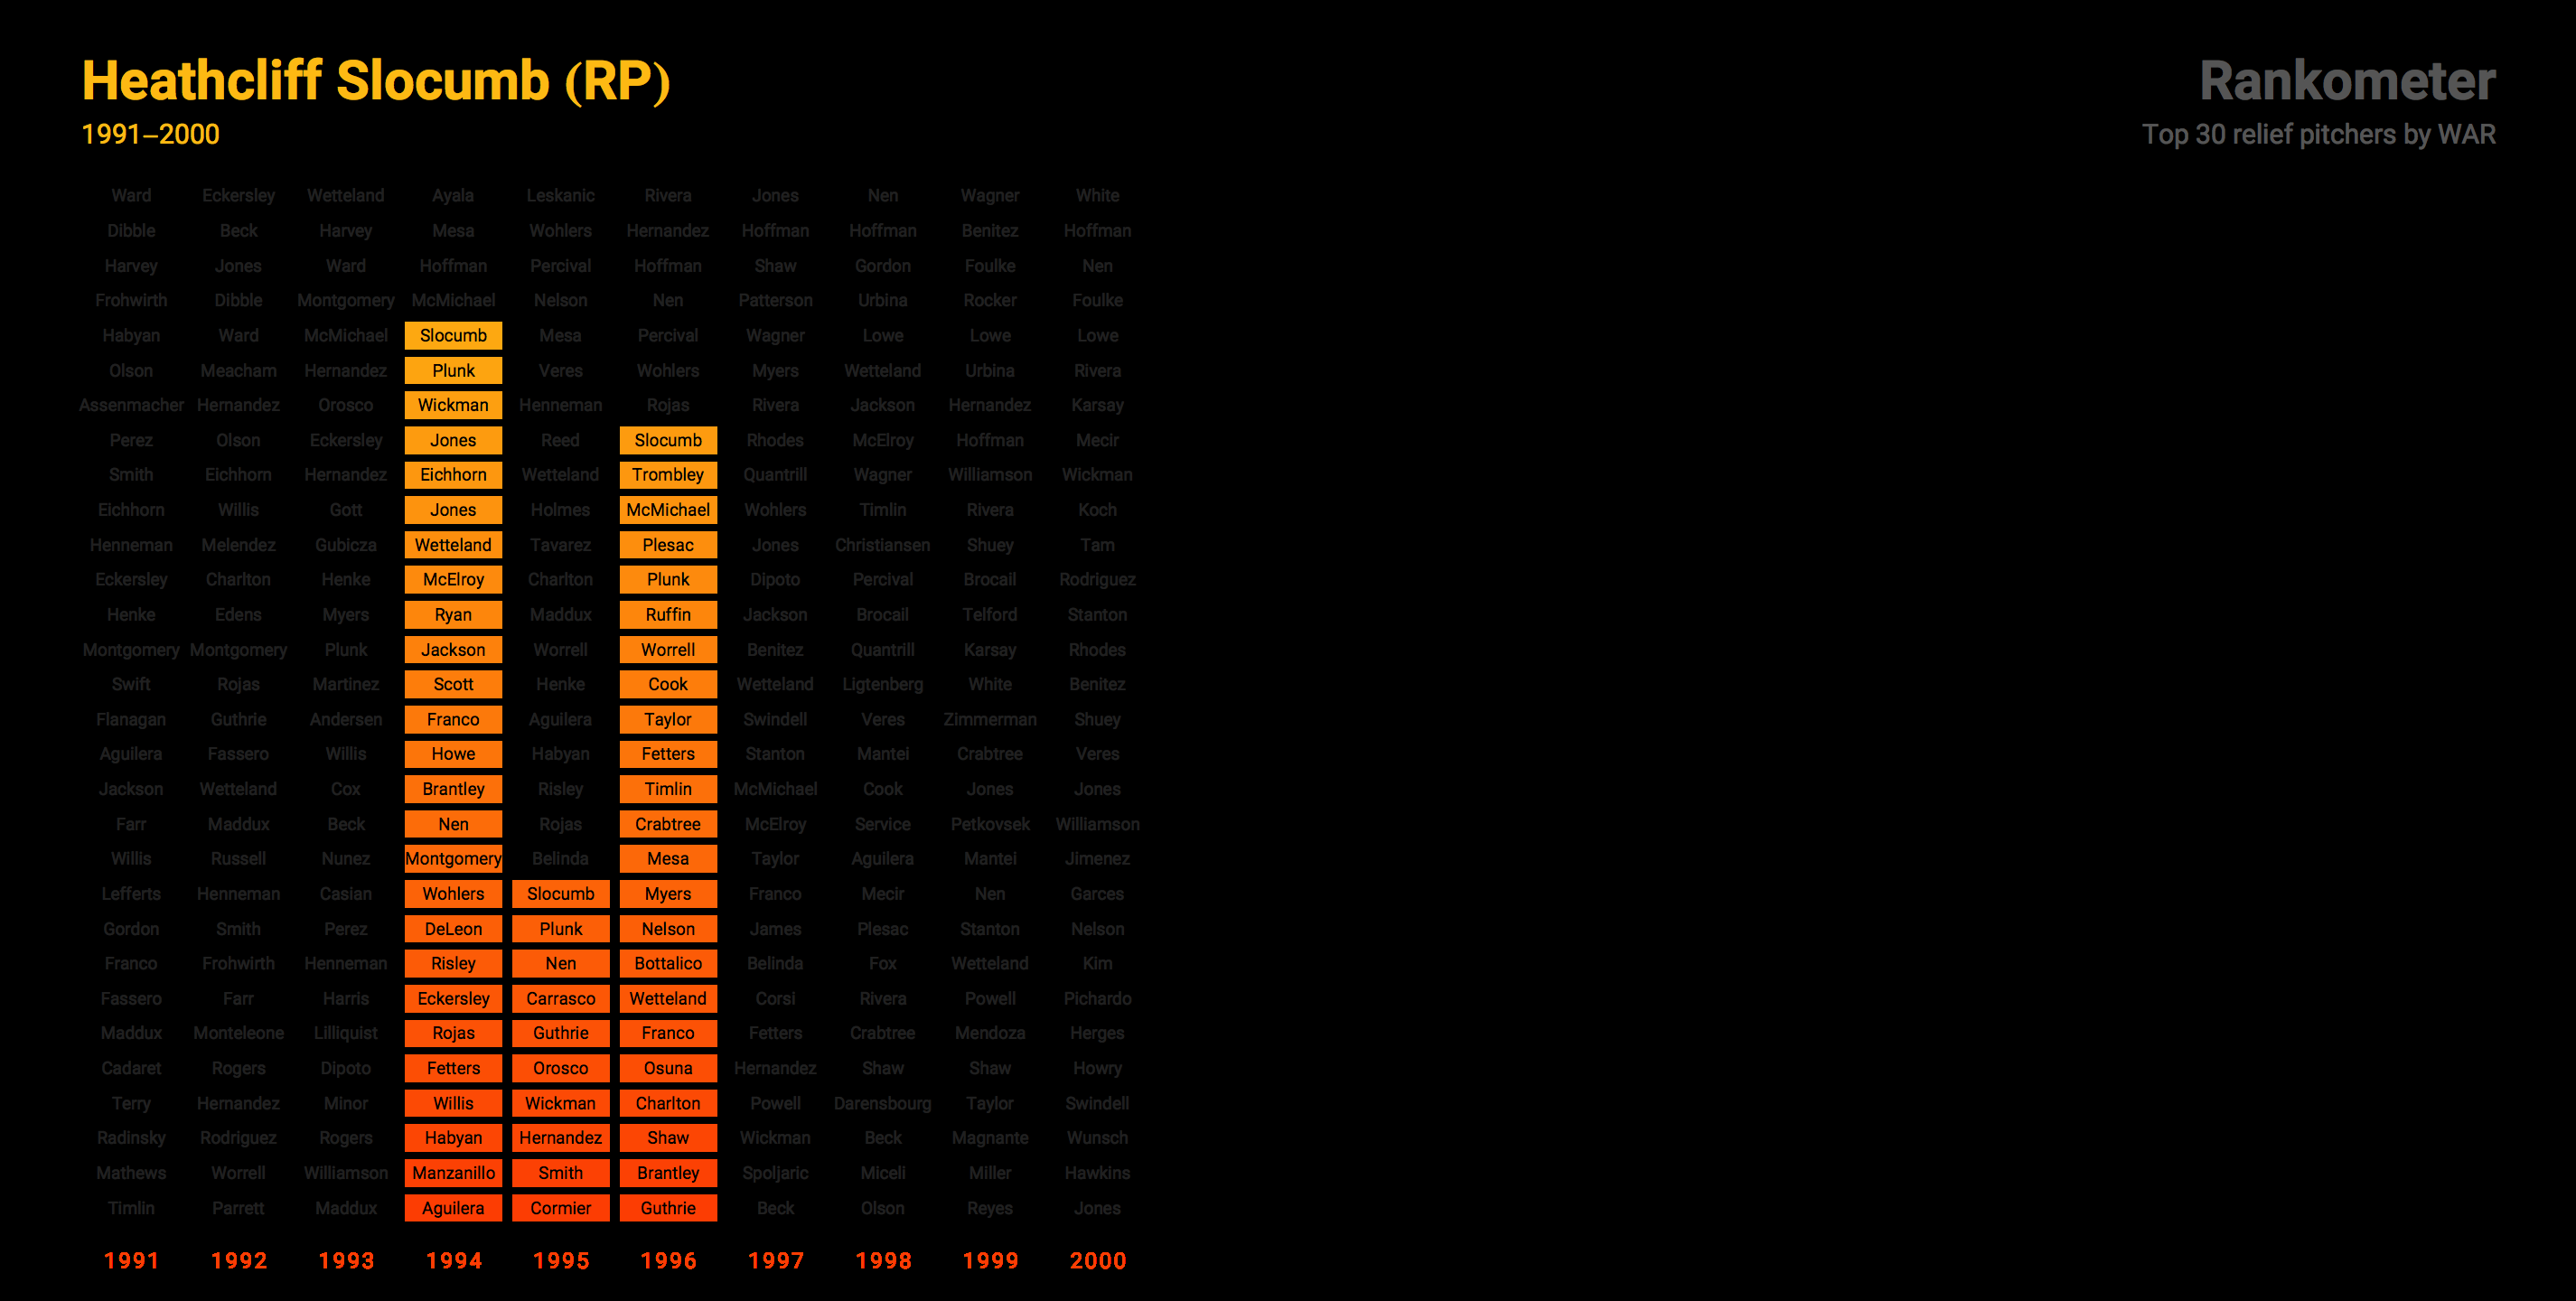 Heathcliff Slocumb (RP)
1991–2000
Rankometer
Top 30 relief pitchers by WAR
Ward Eckersley Wetteland Ayala Leskanic Rivera Jones Nen Wagner White
Dibble Beck Harvey Mesa Wohlers Hernandez Hoffman Hoffman Benitez Hoffman
Harvey Jones Ward Hoffman Percival Hoffman Shaw Gordon Foulke Nen
Frohwirth Dibble Montgomery McMichael Nelson Nen Patterson Urbina Rocker Foulke
Habyan Ward McMichael Slocumb Mesa Percival Wagner Lowe Lowe Lowe
Olson Meacham Hernandez Plunk Veres Wohlers Myers Wetteland Urbina Rivera
Assenmacher Hernandez Orosco Wickman Henneman Rojas Rivera Jackson Hernandez Karsay
Perez Olson Eckersley Jones Reed Slocumb Rhodes McElroy Hoffman Mecir
Smith Eichhorn Hernandez Eichhorn Wetteland Trombley Quantrill Wagner Williamson Wickman
Eichhorn Willis Gott Jones Holmes McMichael Wohlers Timlin Rivera Koch
Henneman Melendez Gubicza Wetteland Tavarez Plesac Jones Christiansen Shuey Tam
Eckersley Charlton Henke McElroy Charlton Plunk Dipoto Percival Brocail Rodriguez
Henke Edens Myers Ryan Maddux Ruffin Jackson Brocail Telford Stanton
Montgomery Montgomery Plunk Jackson Worrell Worrell Benitez Quantrill Karsay Rhodes
Swift Rojas Martinez Scott Henke Cook Wetteland Ligtenberg White Benitez
Flanagan Guthrie Andersen Franco Aguilera Taylor Swindell Veres Zimmerman Shuey
Aguilera Fassero Willis Howe Habyan Fetters Stanton Mantei Crabtree Veres
Jackson Wetteland Cox Brantley Risley Timlin McMichael Cook Jones Jones
Farr Maddux Beck Nen Rojas Crabtree McElroy Service Petkovsek Williamson
Willis Russell Nunez Montgomery Belinda Mesa Taylor Aguilera Mantei Jimenez
Lefferts Henneman Casian Wohlers Slocumb Myers Franco Mecir Nen Garces
Gordon Smith Perez DeLeon Plunk Nelson James Plesac Stanton Nelson
Franco Frohwirth Henneman Risley Nen Bottalico Belinda Fox Wetteland Kim
Fassero Farr Harris Eckersley Carrasco Wetteland Corsi Rivera Powell Pichardo
Maddux Monteleone Lilliquist Rojas Guthrie Franco Fetters Crabtree Mendoza Herges
Cadaret Rogers Dipoto Fetters Orosco Osuna Hernandez Shaw Shaw Howry
Terry Hernandez Minor Willis Wickman Charlton Powell Darensbourg Taylor Swindell
Radinsky Rodriguez Rogers Habyan Hernandez Shaw Wickman Beck Magnante Wunsch
Mathews Worrell Williamson Manzanillo Smith Brantley Spoljaric Miceli Miller Hawkins
Timlin Parrett Maddux Aguilera Cormier Guthrie Beck Olson Reyes Jones
1991 1992 1993 1994 1995 1996 1997 1998 1999 2000